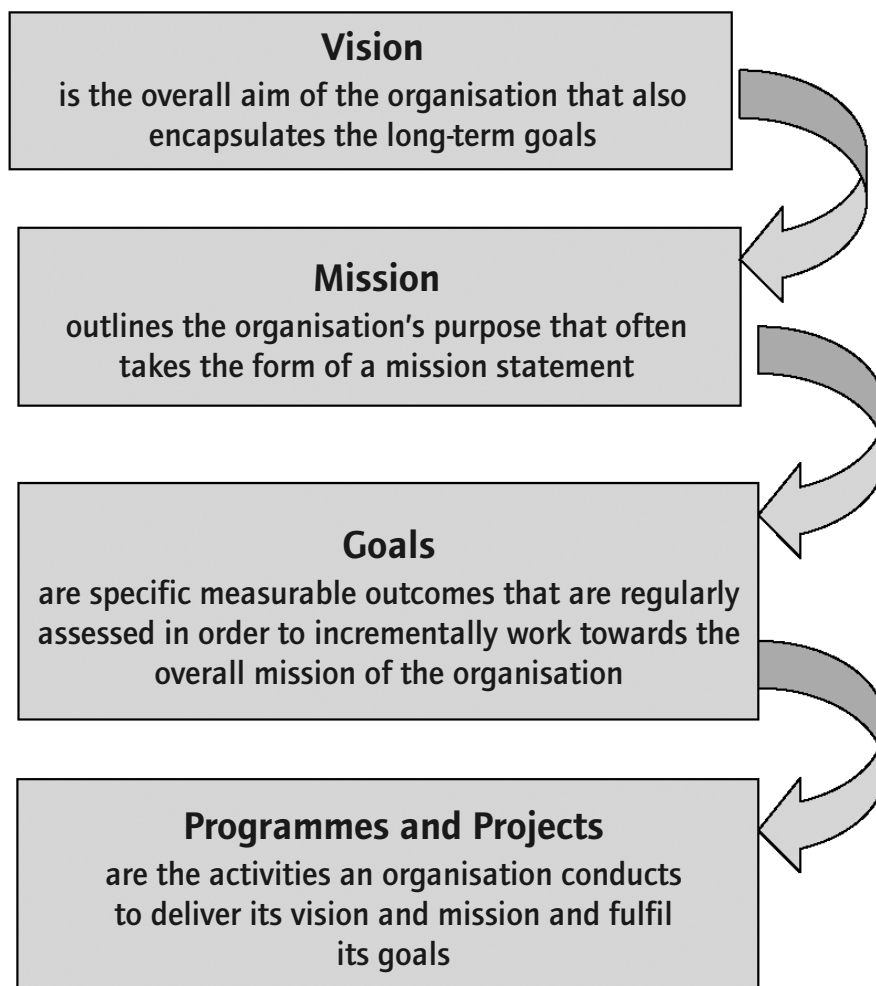 Vision
is the overall aim of the organisation that also
encapsulates the long-term goals
Mission
outlines the organisation's purpose that often
takes the form of a mission statement
Goals
are specific measurable outcomes that are regularly
assessed in order to incrementally work towards the
overall mission of the organisation
Programmes and Projects
are the activities an organisation conducts
to deliver its vision and mission and fulfil
its goals